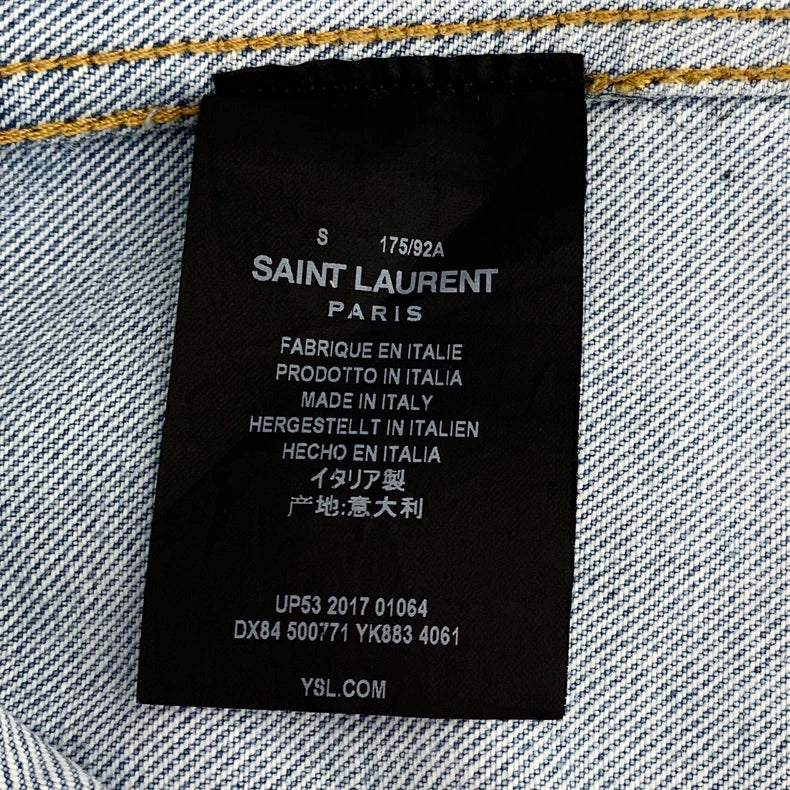 S 175/92A
SAINT LAURENT
PARIS
FABRIQUE EN ITALIE
PRODOTTO IN ITALIA
MADE IN ITALY
HERGESTELLT IN ITALIEN
HECHO EN ITALIA
イタリア製
产地:意大利
UP53 2017 01064
DX84 500771 YK883 4061
YSL.COM